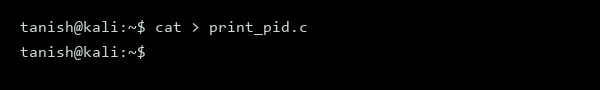 tanish@kali:~$ cat > print_pid.c
tanish@kali:~$